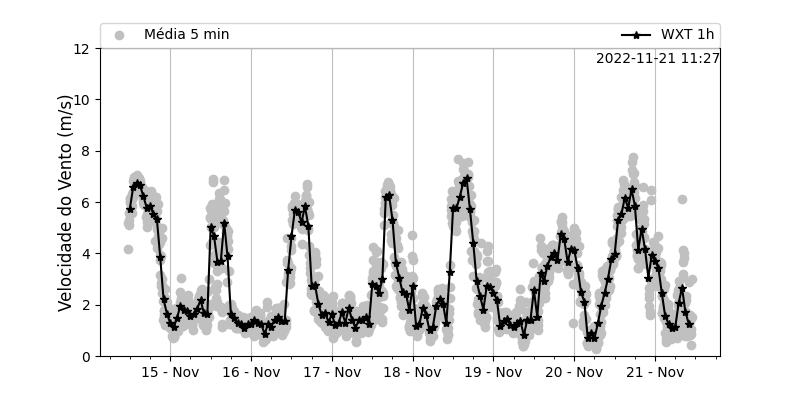 Média 5 min
WXT 1h
2022-11-21 11:27
Velocidade do Vento (m/s)
12
10
8
6
4
2
0
15 - Nov
16 - Nov
17 - Nov
18 - Nov
19 - Nov
20 - Nov
21 - Nov